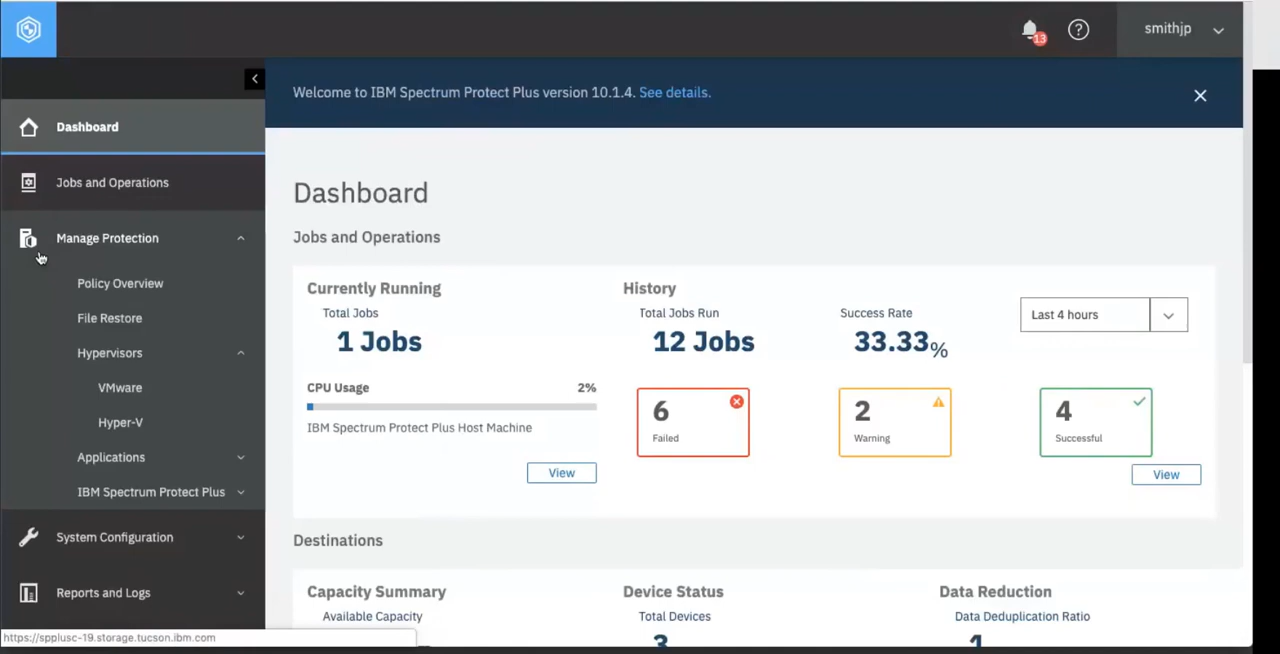 13
smithjp
Welcome to IBM Spectrum Protect Plus version 10.1.4. See details.
Dashboard
Jobs and Operations
Manage Protection
Policy Overview
File Restore
Hypervisors
VMware
Hyper-V
Applications
IBM Spectrum Protect Plus
System Configuration
Reports and Logs
https://spplusc-19.storage.tucson.ibm.com
Dashboard
Jobs and Operations
Currently Running
Total Jobs
1 Jobs
CPU Usage 2%
IBM Spectrum Protect Plus Host Machine
View
History
Total Jobs Run
12 Jobs
Success Rate
33.33%
Last 4 hours
6
Failed
2
Warning
4
Successful
View
Destinations
Capacity Summary
Available Capacity
Device Status
Total Devices
3
Data Reduction
Data Deduplication Ratio
1